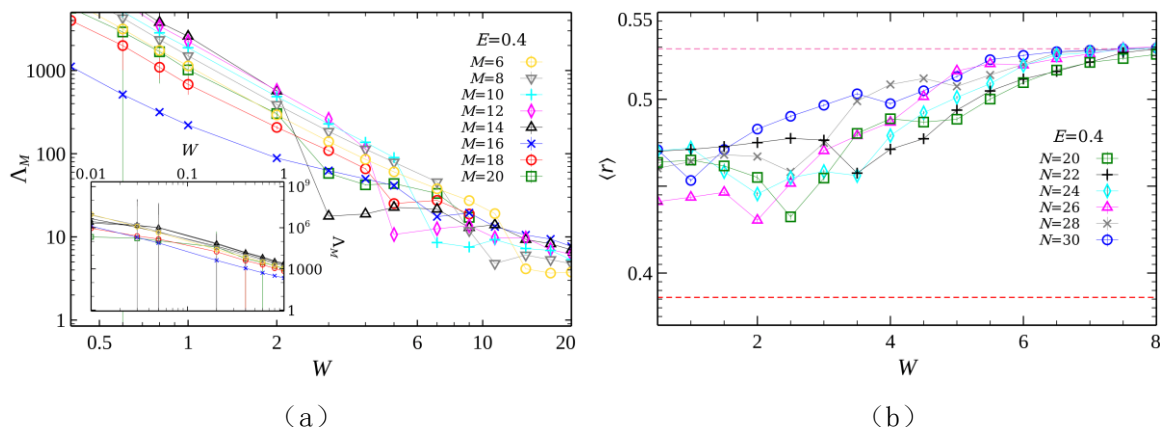 E=0.4
M=6
M=8
M=10
M=12
M=14
M=16
M=18
M=20
1000
100
10
1
Λ_M
0.5
1
2
10
20
W
W
0.01
0.1
1
10^9
10^6
1000
1
Λ_M
(a)
0.55
0.5
0.4
⟨r⟩
E=0.4
N=20
N=22
N=24
N=26
N=28
N=30
2
4
6
8
W
(b)